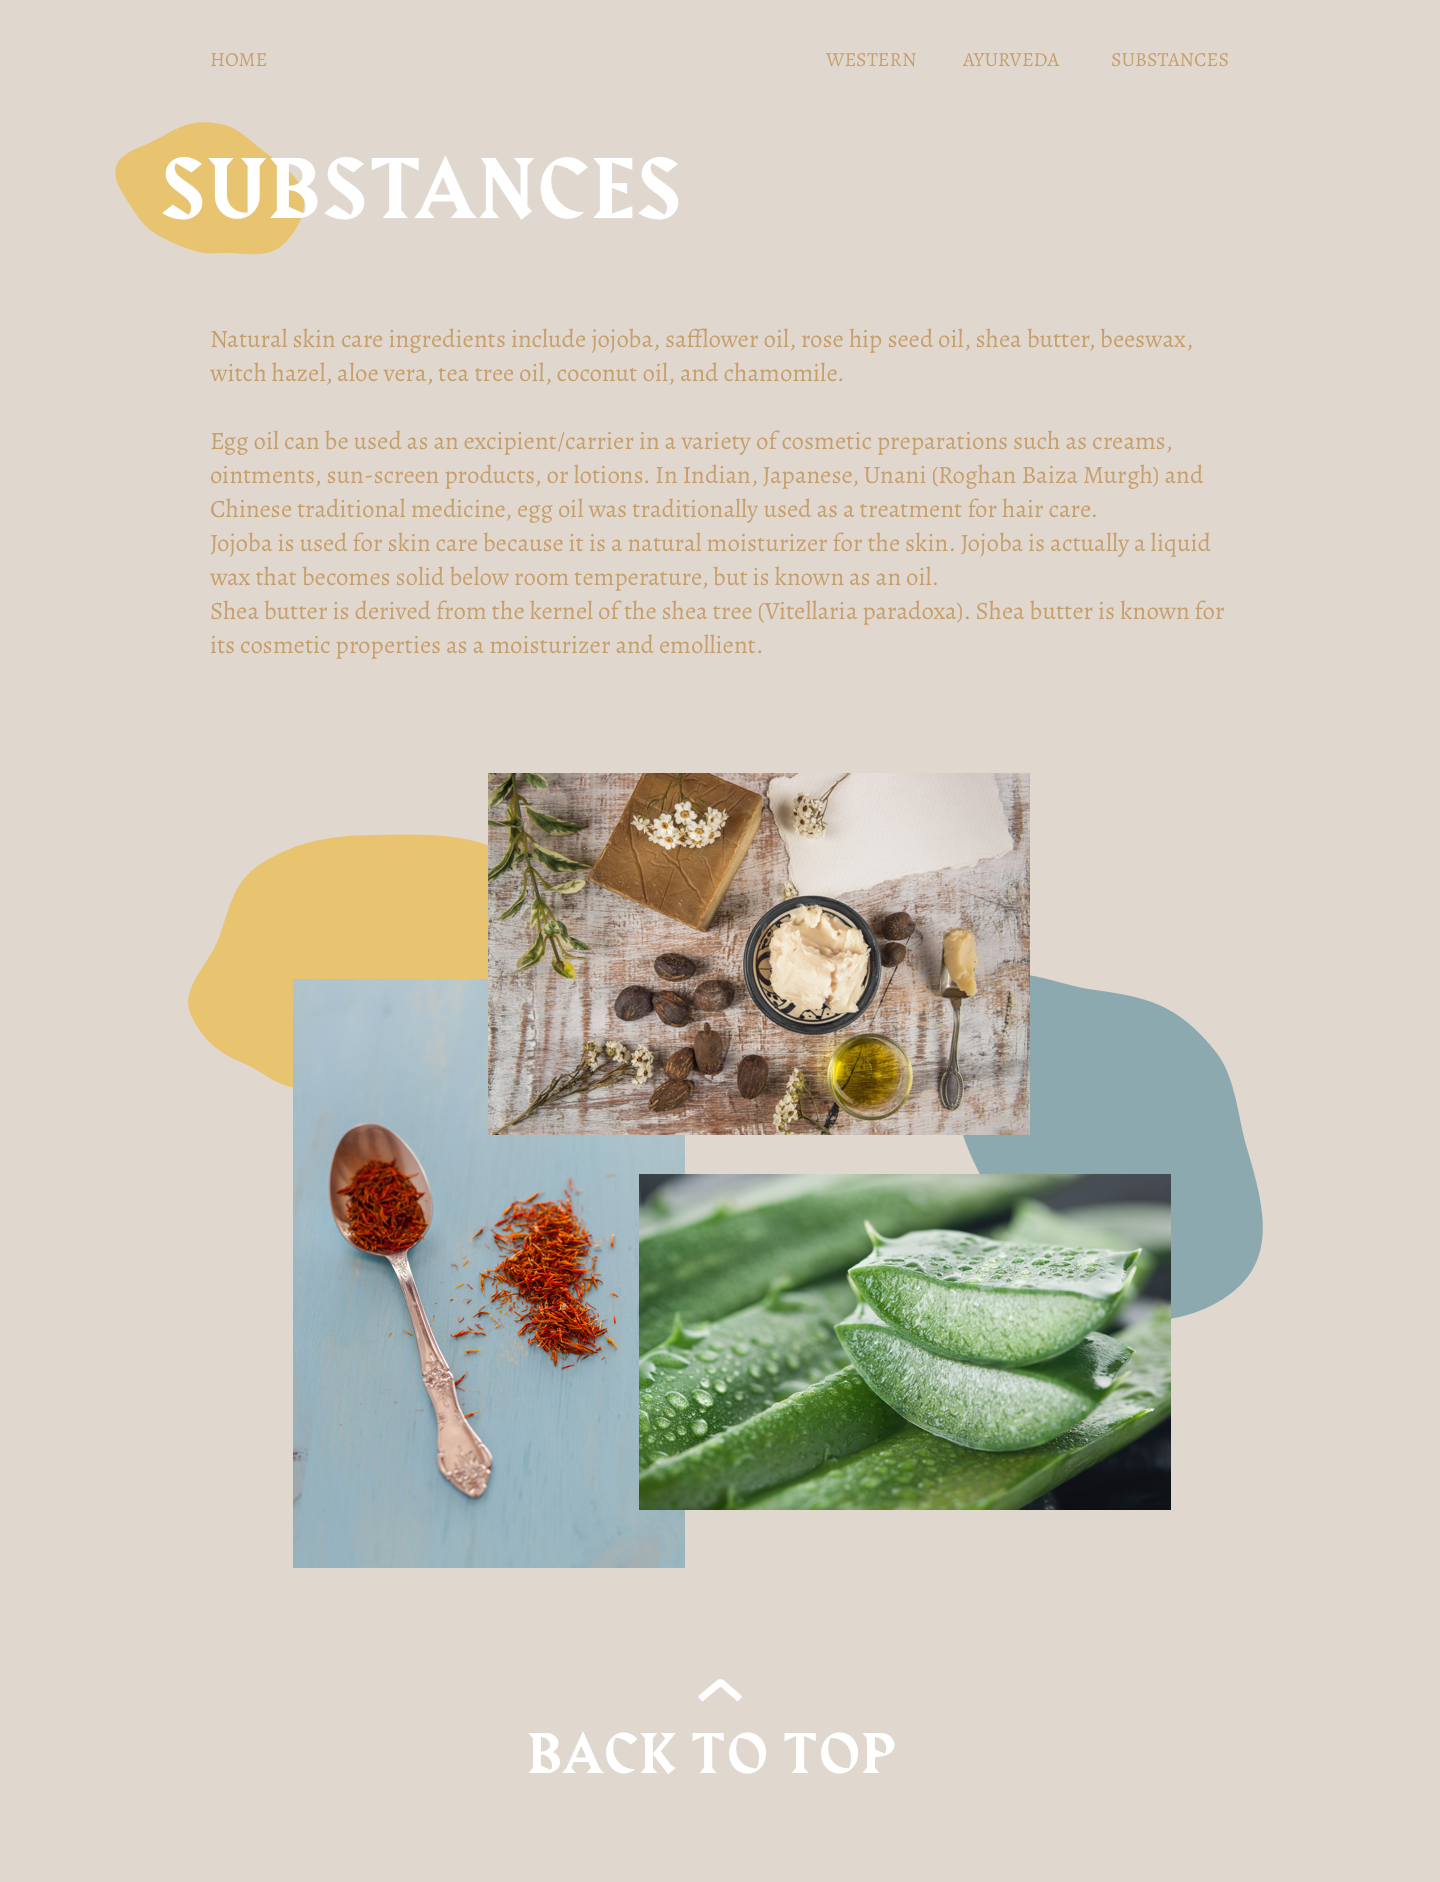 HOME
WESTERN
AYURVEDA
SUBSTANCES
SUBSTANCES
Natural skin care ingredients include jojoba, safflower oil, rose hip seed oil, shea butter, beeswax,
witch hazel, aloe vera, tea tree oil, coconut oil, and chamomile.
Egg oil can be used as an excipient/carrier in a variety of cosmetic preparations such as creams,
ointments, sun-screen products, or lotions. In Indian, Japanese, Unani (Roghan Baiza Murgh) and
Chinese traditional medicine, egg oil was traditionally used as a treatment for hair care.
Jojoba is used for skin care because it is a natural moisturizer for the skin. Jojoba is actually a liquid
wax that becomes solid below room temperature, but is known as an oil.
Shea butter is derived from the kernel of the shea tree (Vitellaria paradoxa). Shea butter is known for
its cosmetic properties as a moisturizer and emollient.
BACK TO TOP